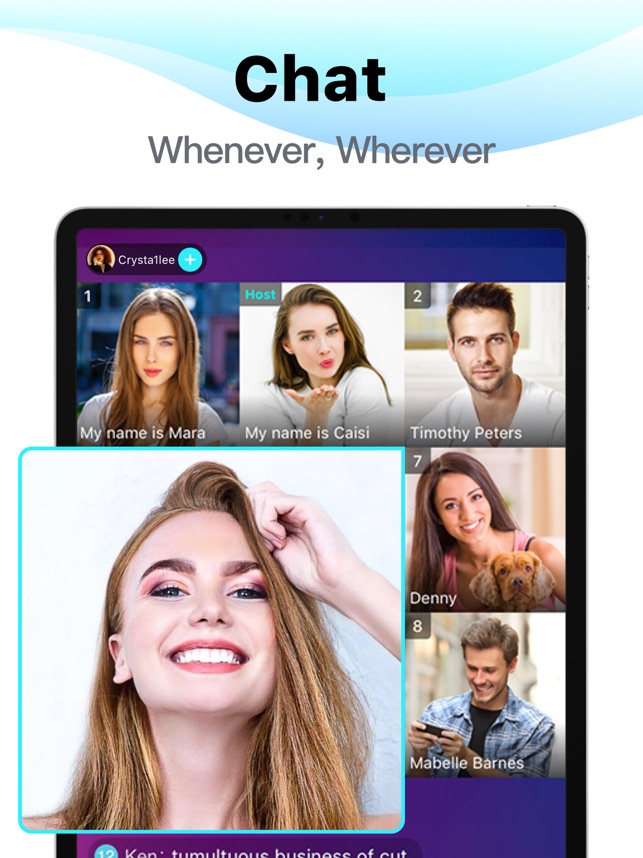 Chat
Whenever, Wherever
Crysta1lee
1
Host
2
My name is Mara
My name is Caisi
Timothy Peters
7
Denny
8
Mabelle Barnes
12 Ken: tumultuous business of cut